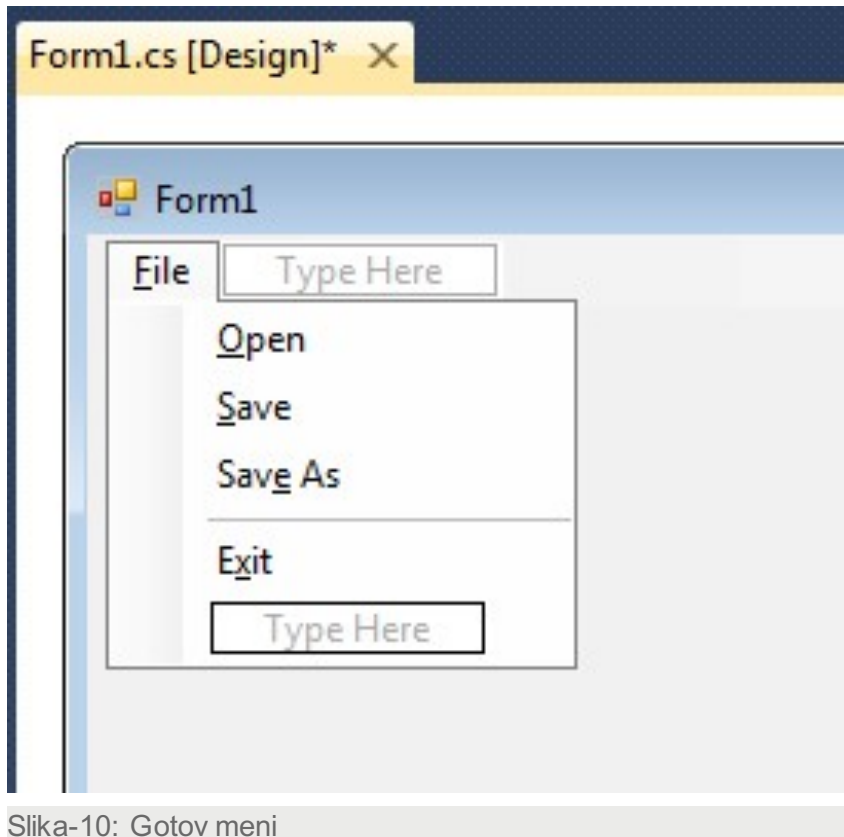 Form1.cs [Design]*
Form1
File Type Here
Open
Save
Save As
Exit
Type Here
Slika-10: Gotov meni